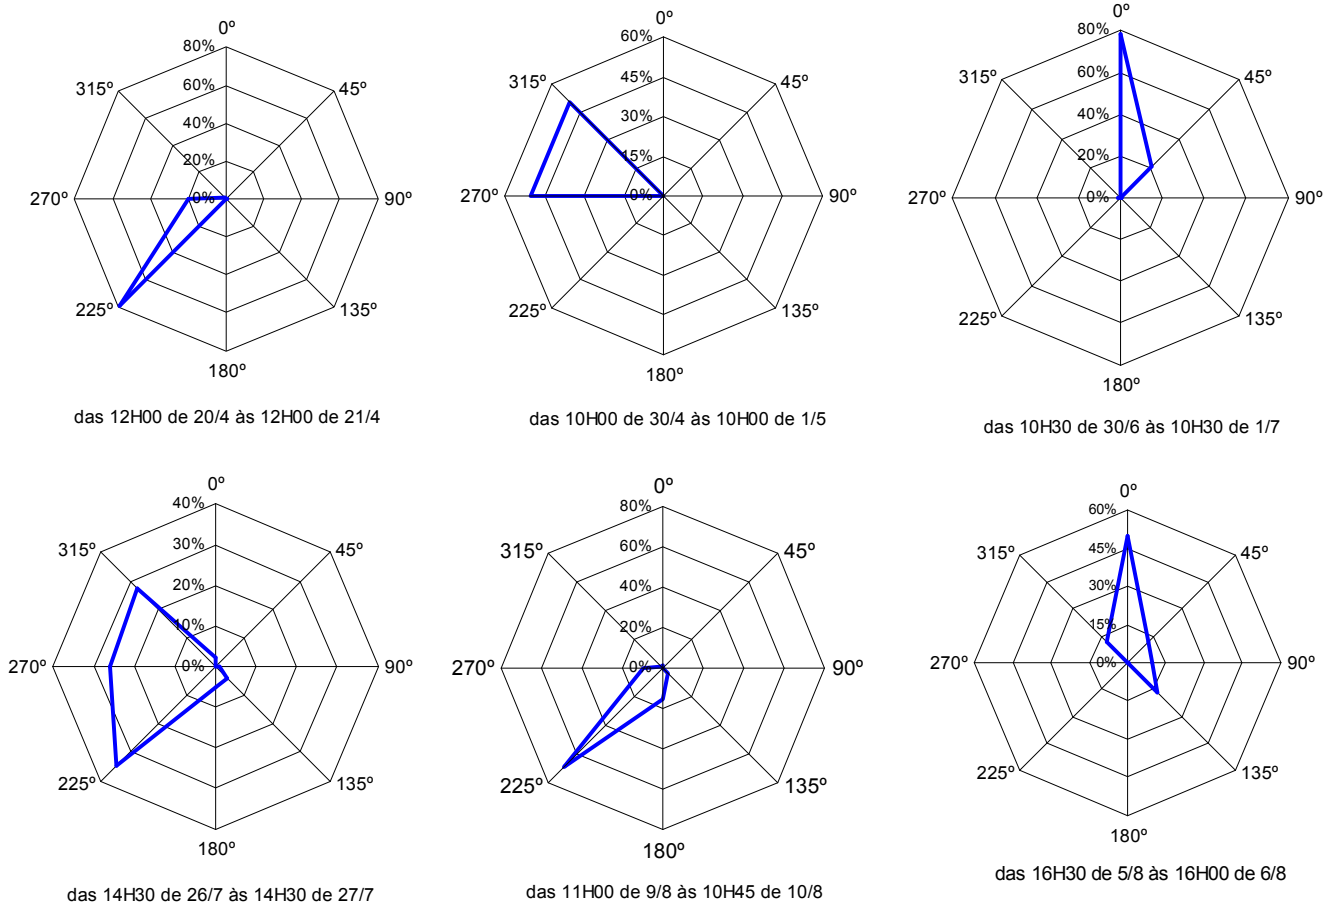 0º
80%
60%
40%
20%
0%
45º
90º
135º
180º
225º
270º
315º
das 12H00 de 20/4 às 12H00 de 21/4
0º
60%
45%
30%
15%
0%
45º
90º
135º
180º
225º
270º
315º
das 10H00 de 30/4 às 10H00 de 1/5
0º
80%
60%
40%
20%
0%
45º
90º
135º
180º
225º
270º
315º
das 10H30 de 30/6 às 10H30 de 1/7
0º
40%
30%
20%
10%
0%
45º
90º
135º
180º
225º
270º
315º
das 14H30 de 26/7 às 14H30 de 27/7
0º
80%
60%
40%
20%
0%
45º
90º
135º
180º
225º
270º
315º
das 11H00 de 9/8 às 10H45 de 10/8
0º
60%
45%
30%
15%
0%
45º
90º
135º
180º
225º
270º
315º
das 16H30 de 5/8 às 16H00 de 6/8